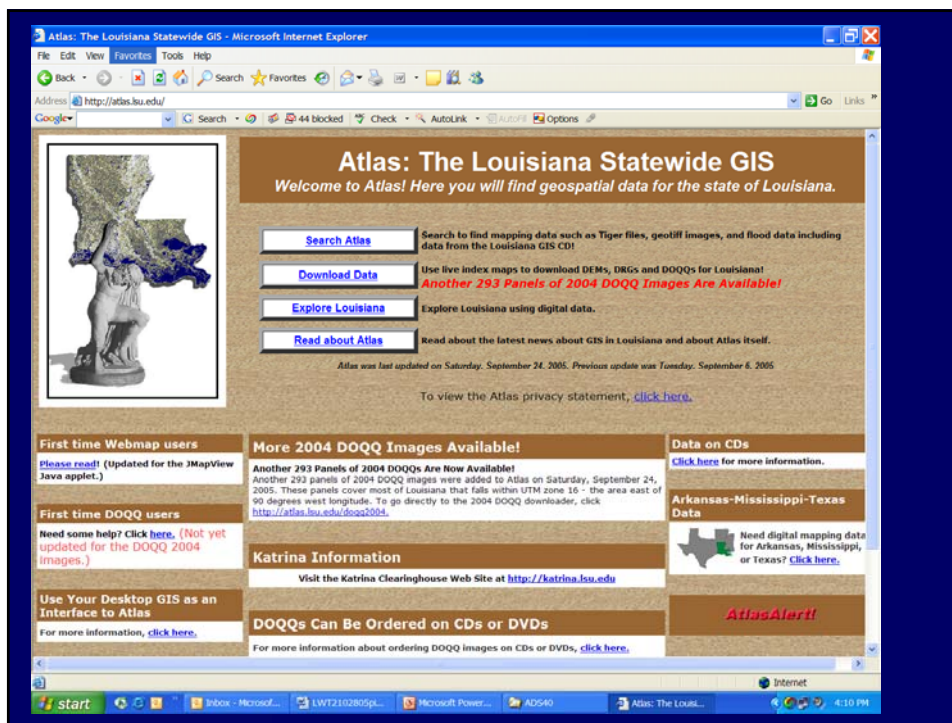 Atlas: The Louisiana Statewide GIS - Microsoft Internet Explorer
File Edit View Favorites Tools Help
Back Search Favorites
Address http://atlas.lsu.edu/ Go Links »
Google Search 44 blocked Check AutoLink AutoFill Options
Atlas: The Louisiana Statewide GIS
Welcome to Atlas! Here you will find geospatial data for the state of Louisiana.
Search Atlas
Search to find mapping data such as Tiger files, geotiff images, and flood data including
data from the Louisiana GIS CD!
Download Data
Use live index maps to download DEMs, DRGs and DOQQs for Louisiana!
Another 293 Panels of 2004 DOQQ Images Are Available!
Explore Louisiana
Explore Louisiana using digital data.
Read about Atlas
Read about the latest news about GIS in Louisiana and about Atlas itself.
Atlas was last updated on Saturday. September 24. 2005. Previous update was Tuesday. September 6. 2005
To view the Atlas privacy statement, click here.
First time Webmap users
Please read! (Updated for the JMapView
Java applet.)
First time DOQQ users
Need some help? Click here. (Not yet
updated for the DOQQ 2004
images.)
Use Your Desktop GIS as an
Interface to Atlas
For more information, click here.
More 2004 DOQQ Images Available!
Another 293 Panels of 2004 DOQQs Are Now Available!
Another 293 panels of 2004 DOQQ images were added to Atlas on Saturday, September 24,
2005. These panels cover most of Louisiana that falls within UTM zone 16 - the area east of
90 degrees west longitude. To go directly to the 2004 DOQQ downloader, click
http://atlas.lsu.edu/doqq2004.
Katrina Information
Visit the Katrina Clearinghouse Web Site at http://katrina.lsu.edu
DOQQs Can Be Ordered on CDs or DVDs
For more information about ordering DOQQ images on CDs or DVDs, click here.
Data on CDs
Click here for more information.
Arkansas-Mississippi-Texas
Data
Need digital mapping data
for Arkansas, Mississippi,
or Texas? Click here.
AtlasAlert!
Internet
start Inbox - Microsof... LWT2102805pi... Microsoft Power... ADS40 Atlas: The Louisi... 4:10 PM